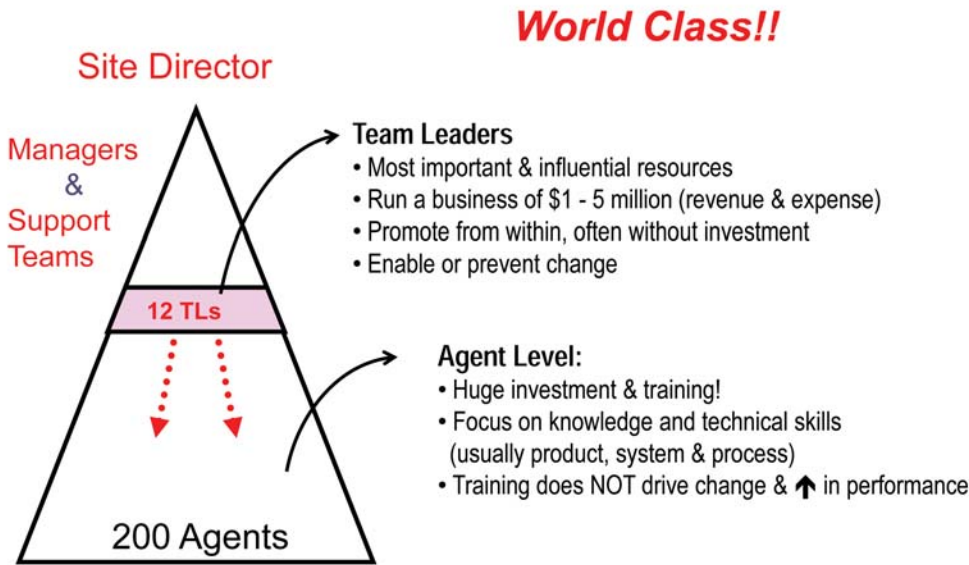 World Class!!
Site Director
Managers
&
Support
Teams
Team Leaders
• Most important & influential resources
• Run a business of $1 - 5 million (revenue & expense)
• Promote from within, often without investment
• Enable or prevent change
12 TLs
Agent Level:
• Huge investment & training!
• Focus on knowledge and technical skills
(usually product, system & process)
• Training does NOT drive change & ↑ in performance
200 Agents